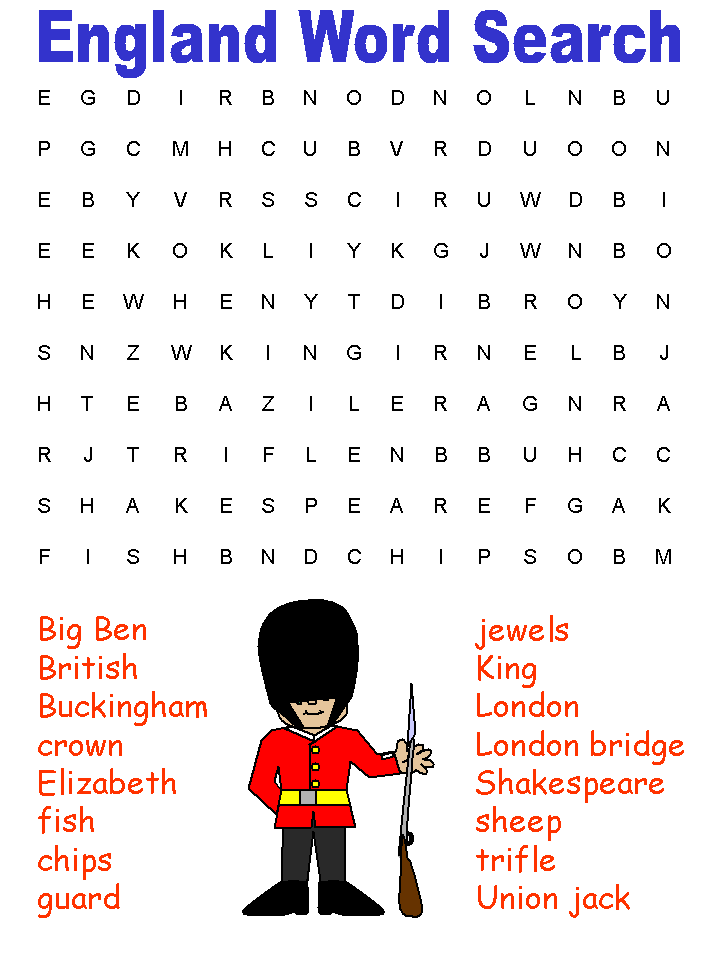 England Word Search
E G D I R B N O D N O L N B U
P G C M H C U B V R D U O O N
E B Y V R S S C I R U W D B I
E E K O K L I Y K G J W N B O
H E W H E N Y T D I B R O Y N
S N Z W K I N G I R N E L B J
H T E B A Z I L E R A G N R A
R J T R I F L E N B B U H C C
S H A K E S P E A R E F G A K
F I S H B N D C H I P S O B M
Big Ben jewels
British King
Buckingham London
crown London bridge
Elizabeth Shakespeare
fish sheep
chips trifle
guard Union jack